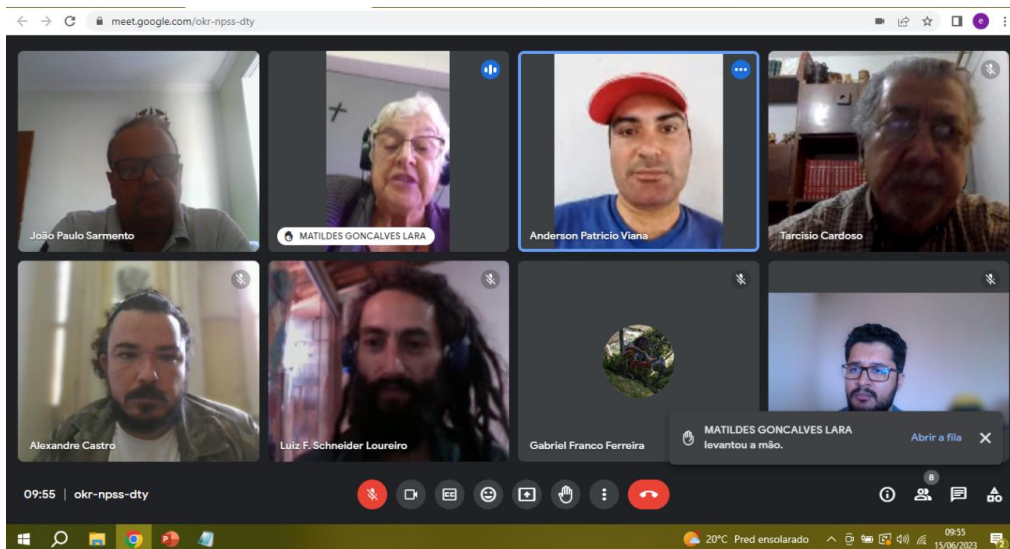 meet.google.com/okr-npss-dty
e
João Paulo Sarmento
MATILDES GONCALVES LARA
Anderson Patricio Viana
Tarcisio Cardoso
Alexandre Castro
Luiz F. Schneider Loureiro
Gabriel Franco Ferreira
MATILDES GONCALVES LARA
levantou a mão.
Abrir a fila
09:55 | okr-npss-dty
CC
8
20°C Pred ensolarado
09:55
15/06/2023
2